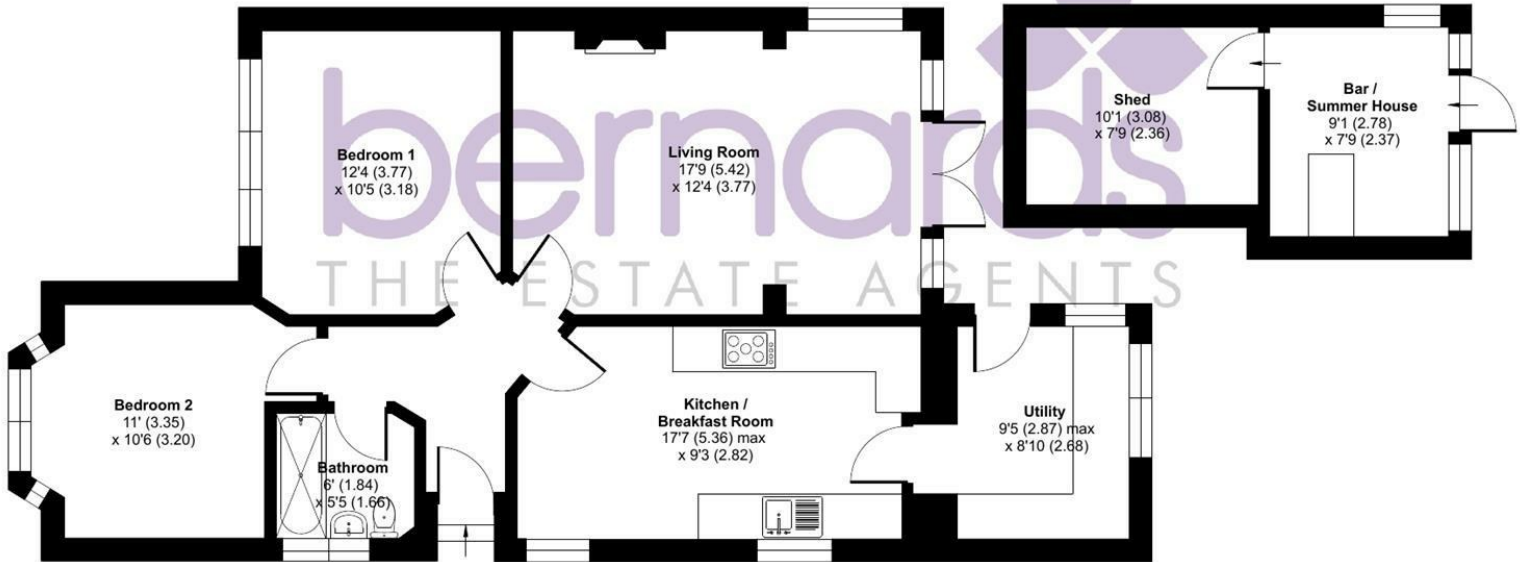 Bedroom 1
12'4 (3.77)
x 10'5 (3.18)
Living Room
17'9 (5.42)
x 12'4 (3.77)
Shed
10'1 (3.08)
x 7'9 (2.36)
Bar /
Summer House
9'1 (2.78)
x 7'9 (2.37)
bernards
THE ESTATE AGENTS
Bedroom 2
11' (3.35)
x 10'6 (3.20)
Bathroom
6' (1.84)
x 5'5 (1.66)
Kitchen /
Breakfast Room
17'7 (5.36) max
x 9'3 (2.82)
Utility
9'5 (2.87) max
x 8'10 (2.68)